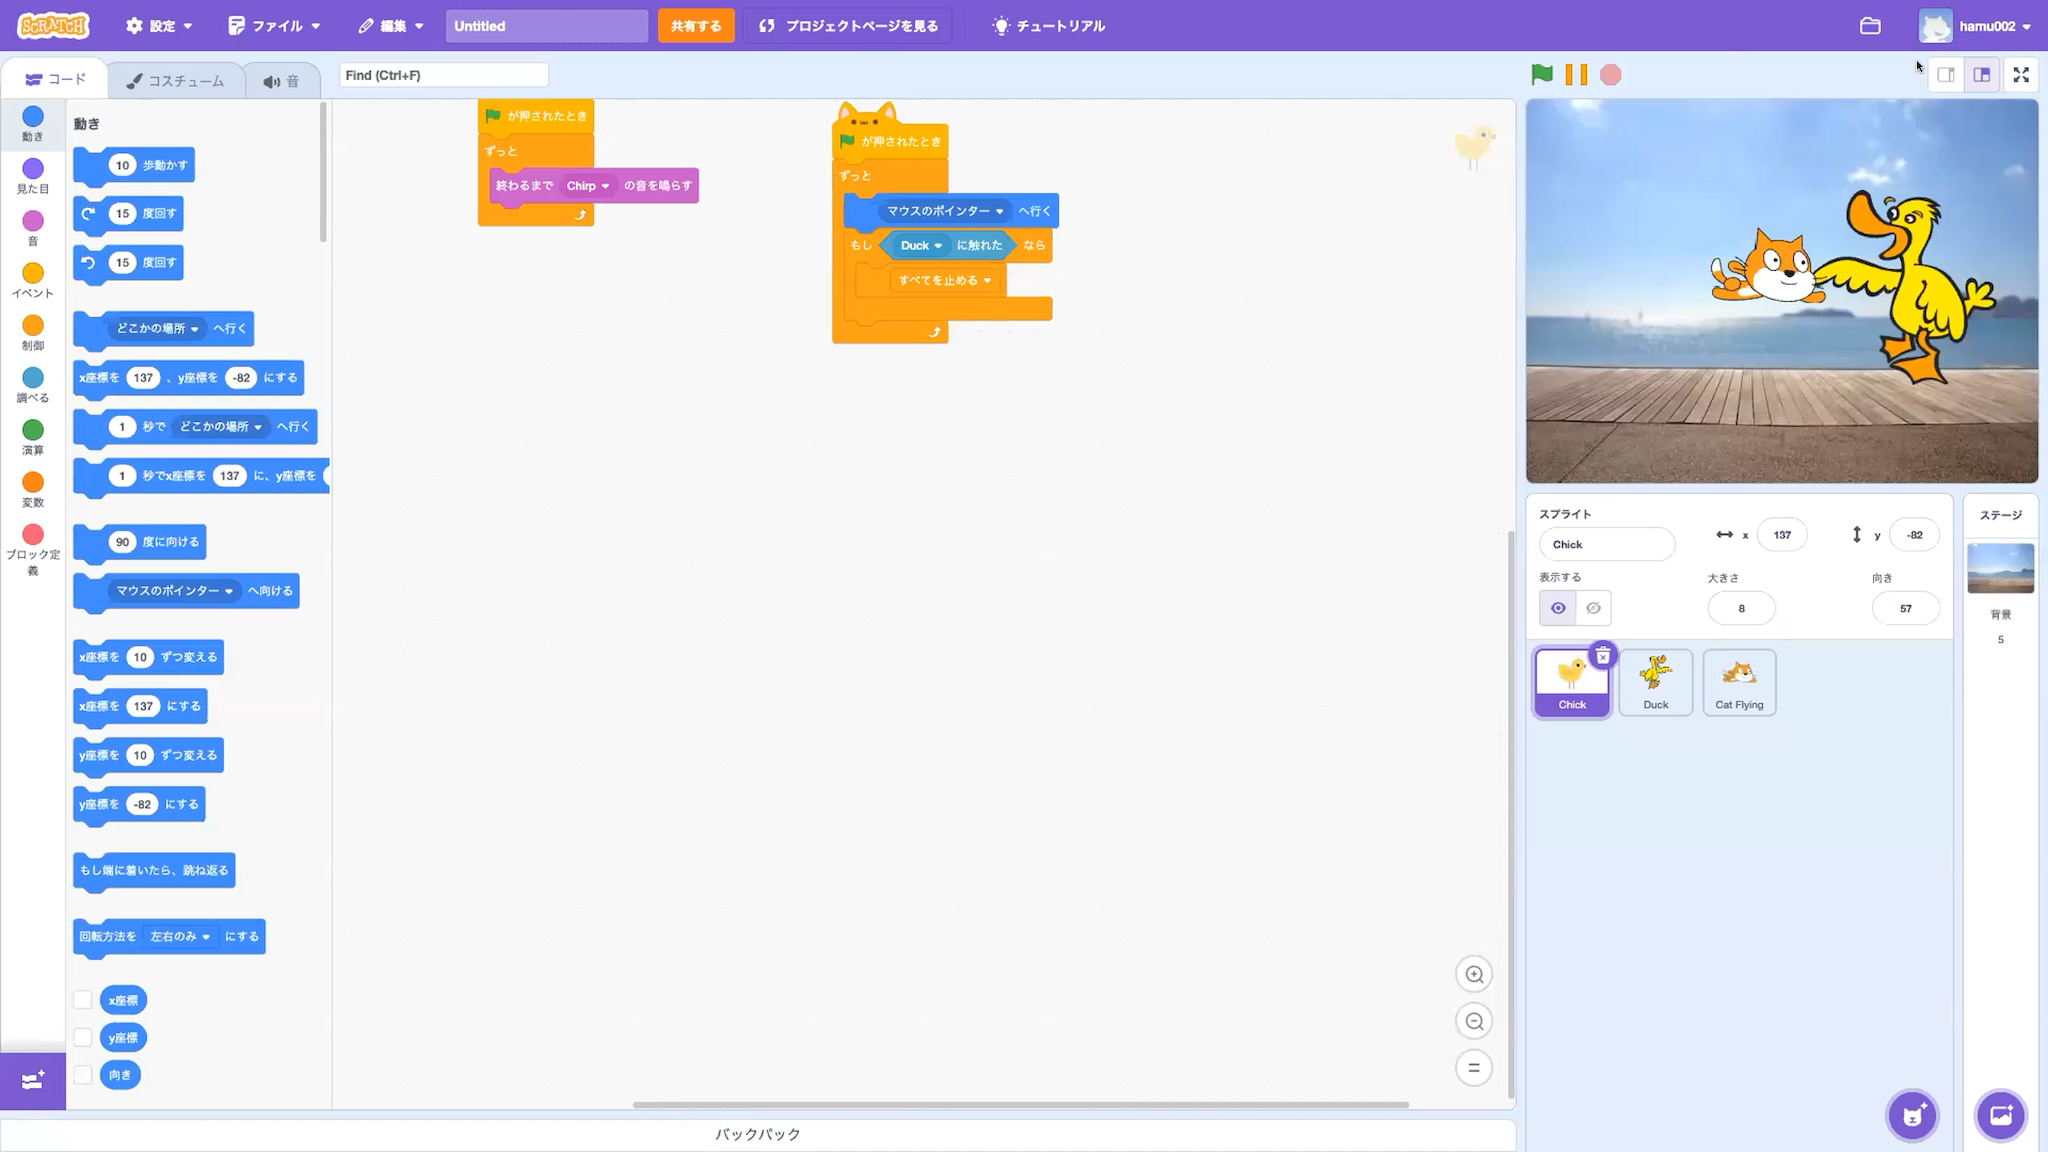 SCRATCH
設定
ファイル
編集
Untitled
共有する
プロジェクトページを見る
チュートリアル
hamu002
コード
コスチューム
音
Find (Ctrl+F)
動き
見た目
音
イベント
制御
調べる
演算
変数
ブロック定
義
動き
10 歩動かす
15 度回す
15 度回す
どこかの場所 へ行く
x座標を 137 、y座標を -82 にする
1 秒で どこかの場所 へ行く
1 秒でx座標を 137 に、y座標を
90 度に向ける
マウスのポインター へ向ける
x座標を 10 ずつ変える
x座標を 137 にする
y座標を 10 ずつ変える
y座標を -82 にする
もし端に着いたら、跳ね返る
回転方法を 左右のみ にする
x座標
y座標
向き
が押されたとき
ずっと
終わるまで Chirp の音を鳴らす
が押されたとき
ずっと
マウスのポインター へ行く
もし Duck に触れた なら
すべてを止める
スプライト
Chick
x 137
y -82
表示する
大きさ
8
向き
57
Chick
Duck
Cat Flying
ステージ
背景
5
バックパック